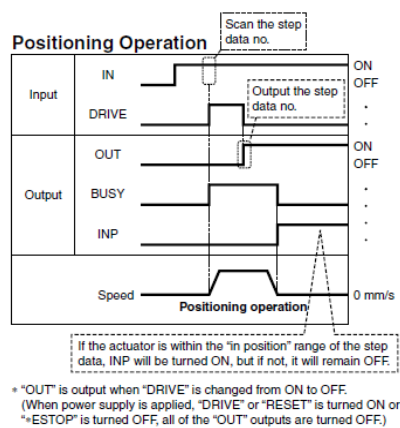 Scan the step
data no.
Positioning Operation
IN
ON
OFF
Input
Output the step
data no.
DRIVE
OUT
ON
OFF
Output
BUSY
INP
Speed
0 mm/s
Positioning operation
If the actuator is within the “in position” range of the step
data, INP will be turned ON, but if not, it will remain OFF.
* “OUT” is output when “DRIVE” is changed from ON to OFF.
(When power supply is applied, “DRIVE” or “RESET” is turned ON or
“*ESTOP” is turned OFF, all of the “OUT” outputs are turned OFF.)